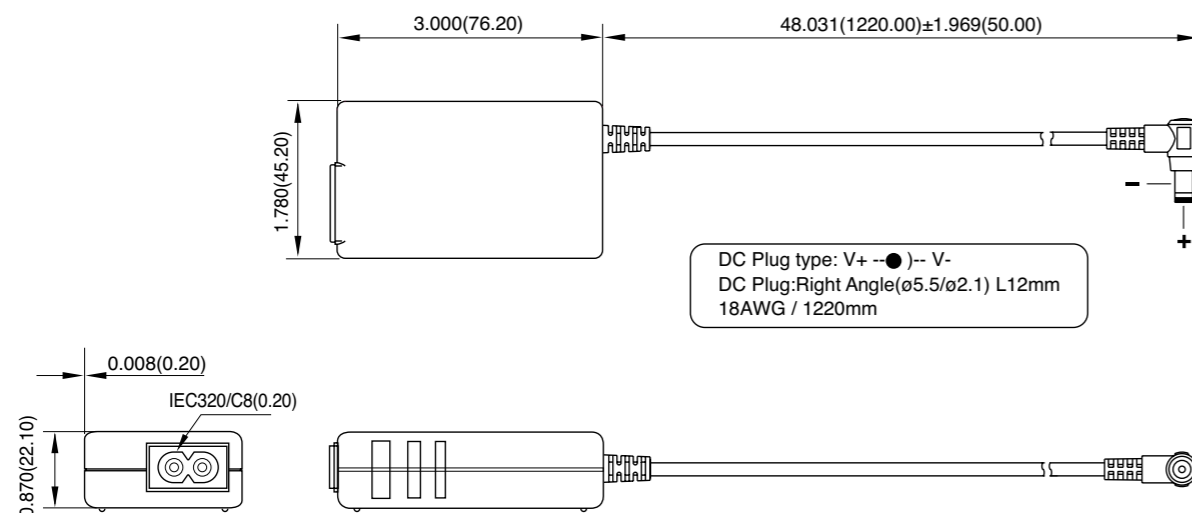 3.000(76.20)
48.031(1220.00)±1.969(50.00)
1.780(45.20)
-
+
DC Plug type: V+ --● )-- V-
DC Plug:Right Angle(ø5.5/ø2.1) L12mm
18AWG / 1220mm
0.008(0.20)
IEC320/C8(0.20)
0.870(22.10)